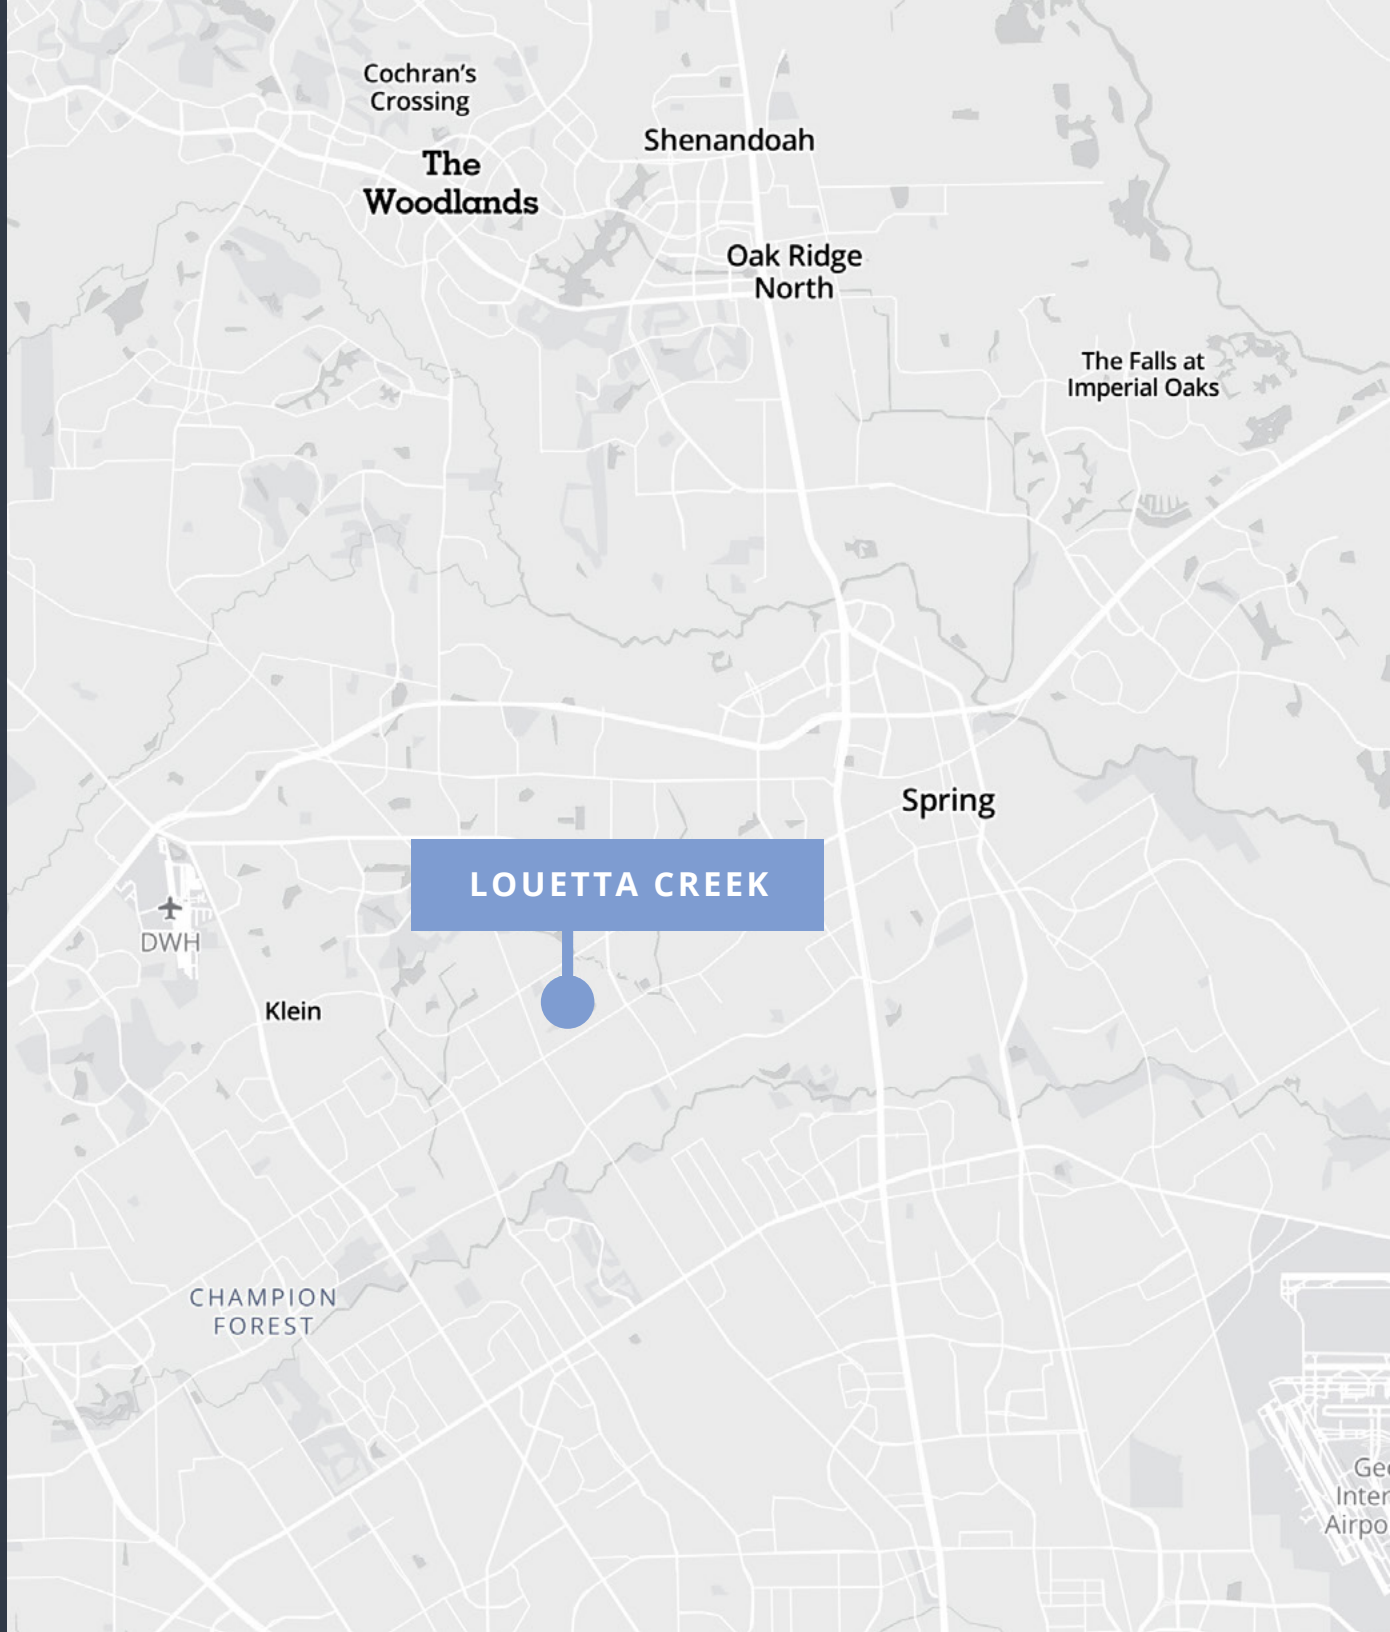 Cochran's
Crossing
The
Woodlands
Shenandoah
Oak Ridge
North
The Falls at
Imperial Oaks
Spring
LOUETTA CREEK
DWH
Klein
CHAMPION
FOREST
Airpo